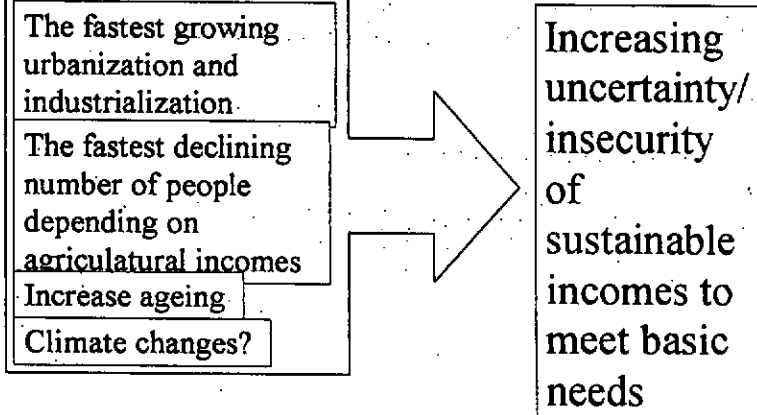 The fastest growing
urbanization and
industrialization
The fastest declining
number of people
depending on
agriculatural incomes
Increase ageing
Climate changes?
Increasing
uncertainty/
insecurity
of
sustainable
incomes to
meet basic
needs